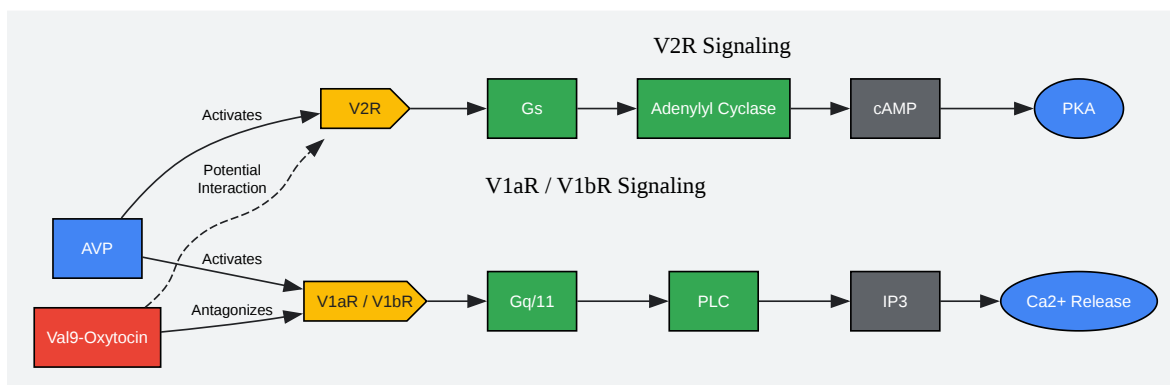 V2R Signaling
Activates
V2R
Gs
Adenylyl Cyclase
cAMP
PKA
Potential
Interaction
V1aR / V1bR Signaling
AVP
Activates
Antagonizes
Val9-Oxytocin
V1aR / V1bR
Gq/11
PLC
IP3
Ca2+ Release